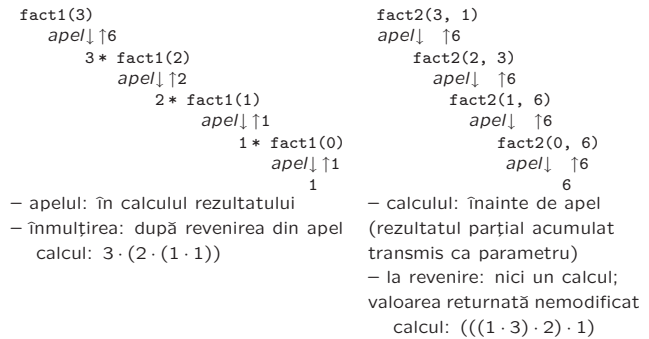 fact1(3)
apel↓ ↑6
3 * fact1(2)
apel↓ ↑2
2 * fact1(1)
apel↓ ↑1
1 * fact1(0)
apel↓ ↑1
1
– apelul: în calculul rezultatului
– înmulțirea: după revenirea din apel
calcul: 3 · (2 · (1 · 1))
fact2(3, 1)
apel↓ ↑6
fact2(2, 3)
apel↓ ↑6
fact2(1, 6)
apel↓ ↑6
fact2(0, 6)
apel↓ ↑6
6
– calculul: înainte de apel
(rezultatul parțial acumulat
transmis ca parametru)
– la revenire: nici un calcul;
valoarea returnată nemodificat
calcul: (((1 · 3) · 2) · 1)